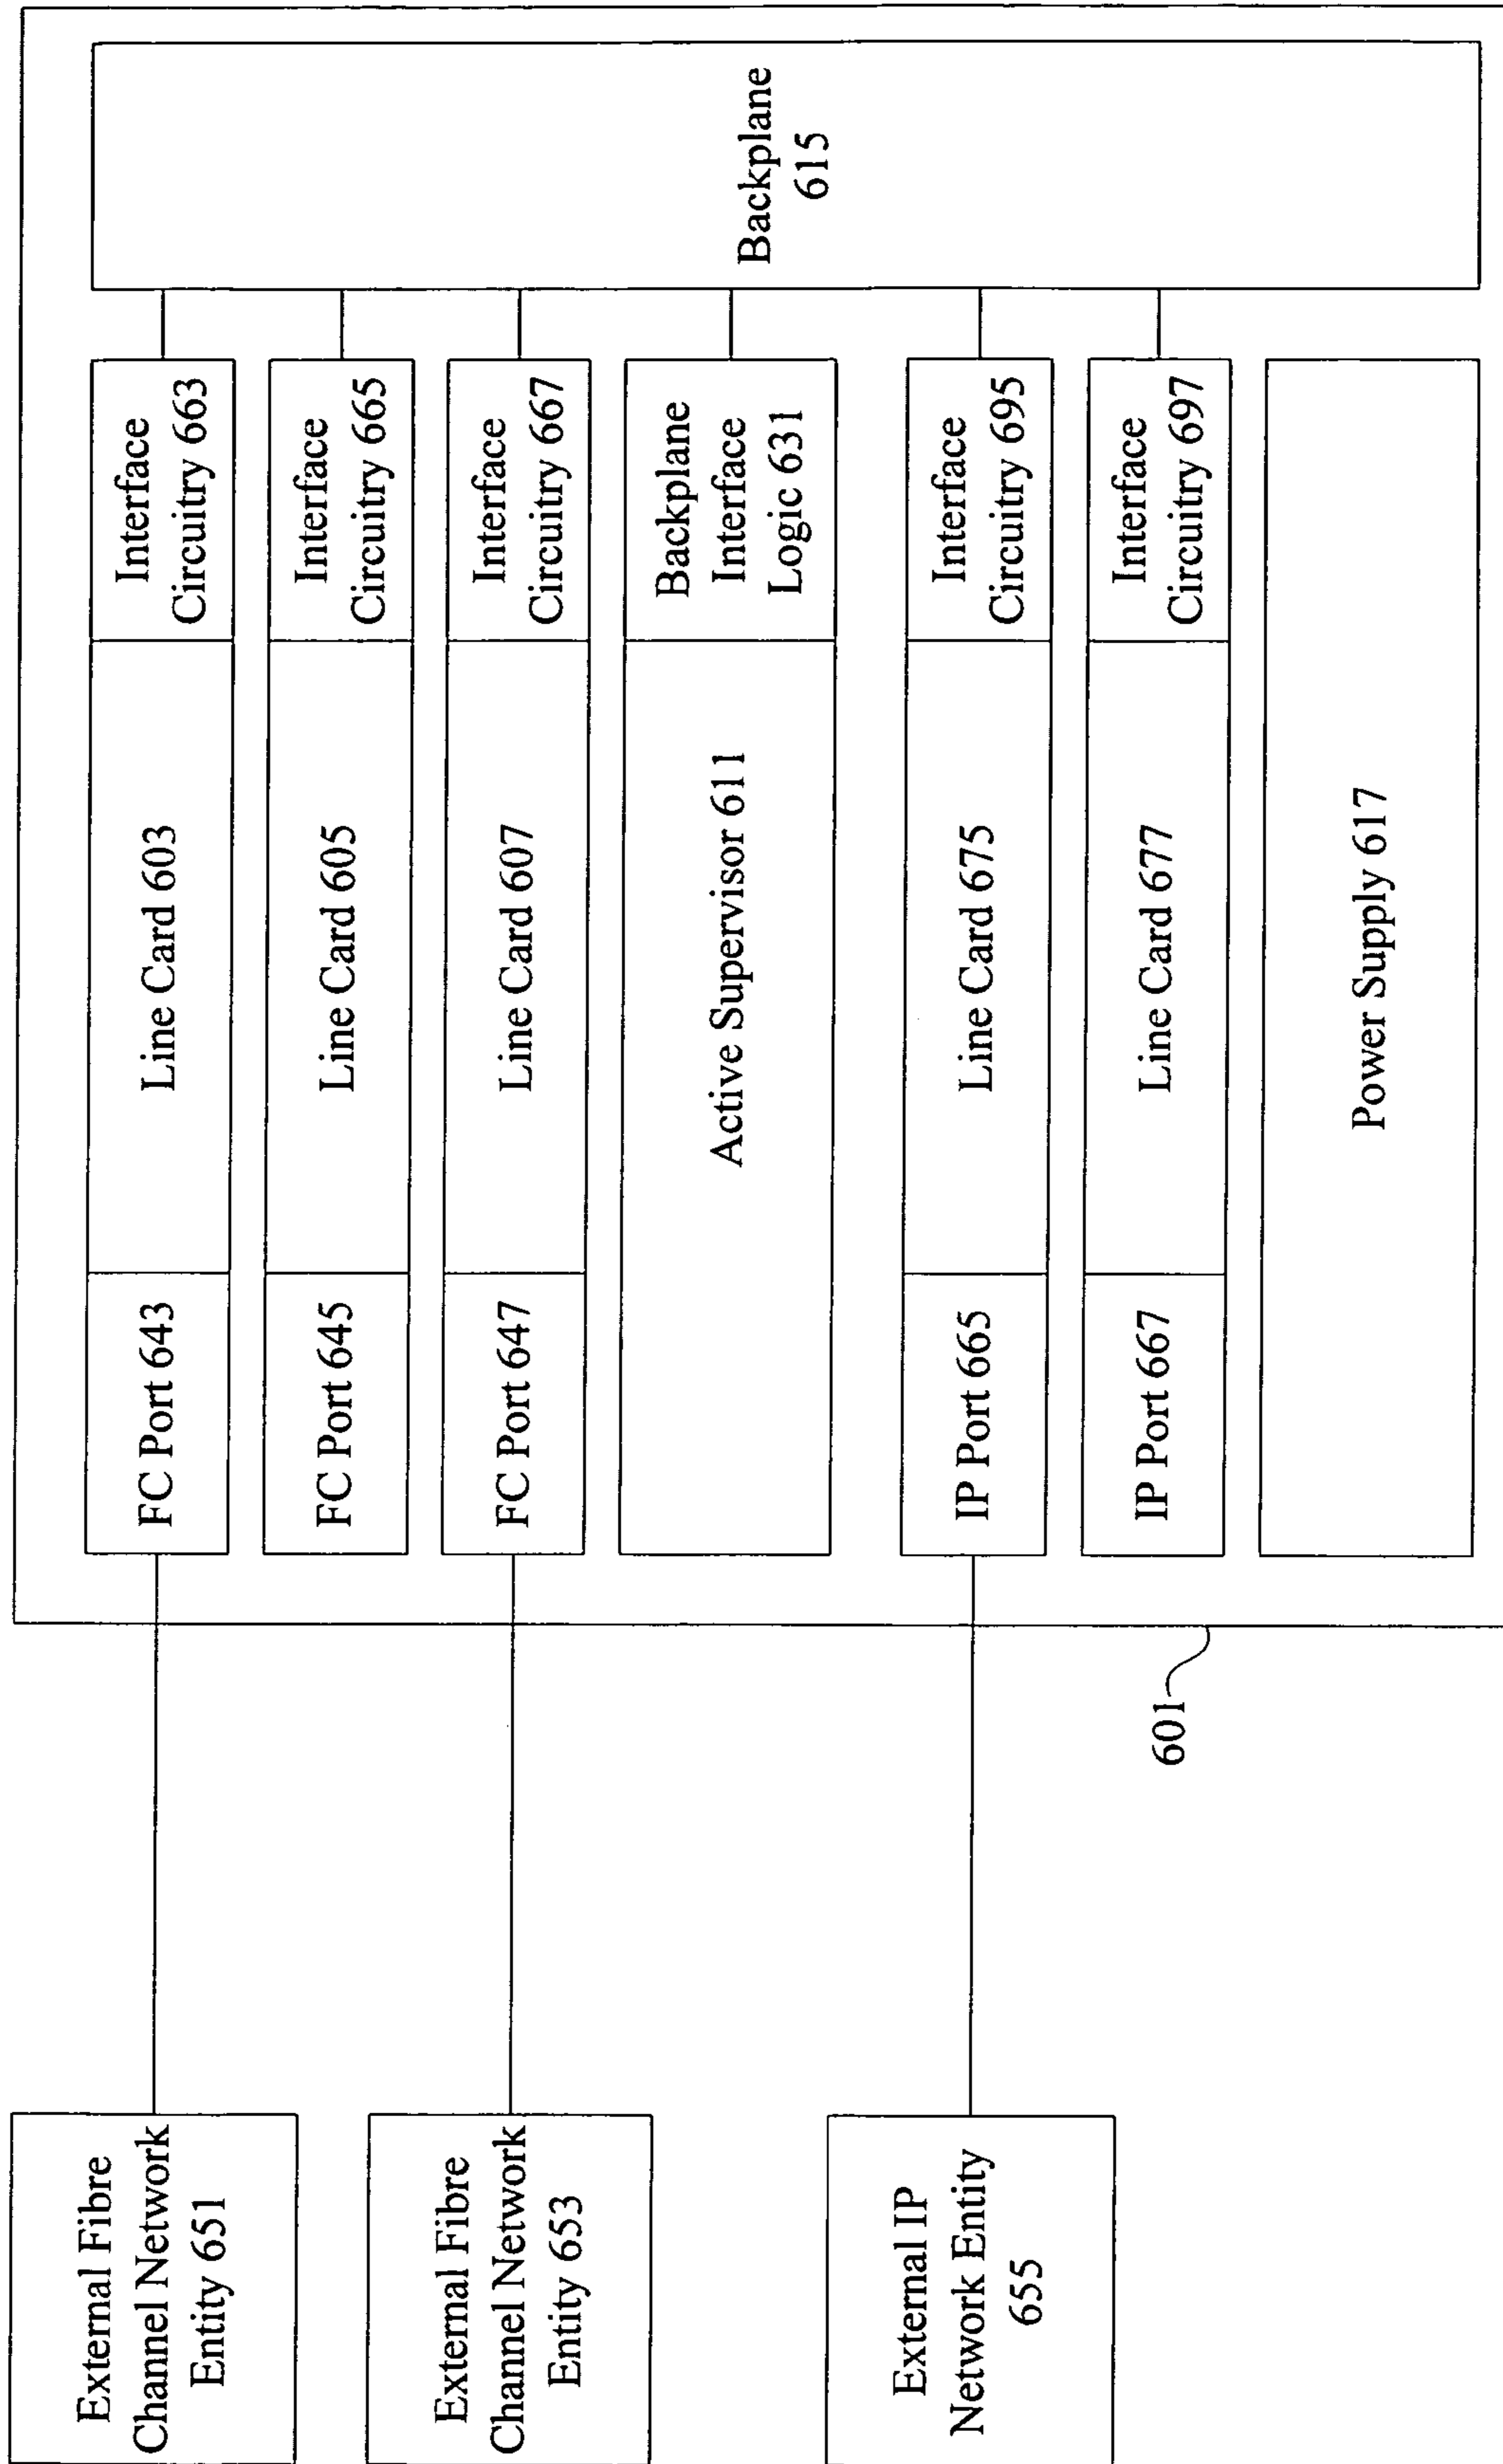 External Fibre
Channel Network
Entity 651
External Fibre
Channel Network
Entity 653
External IP
Network Entity
655
601
FC Port 643
Line Card 603
Interface
Circuitry 663
FC Port 645
Line Card 605
Interface
Circuitry 665
FC Port 647
Line Card 607
Interface
Circuitry 667
Active Supervisor 611
Backplane
Interface
Logic 631
IP Port 665
Line Card 675
Interface
Circuitry 695
IP Port 667
Line Card 677
Interface
Circuitry 697
Power Supply 617
Backplane
615